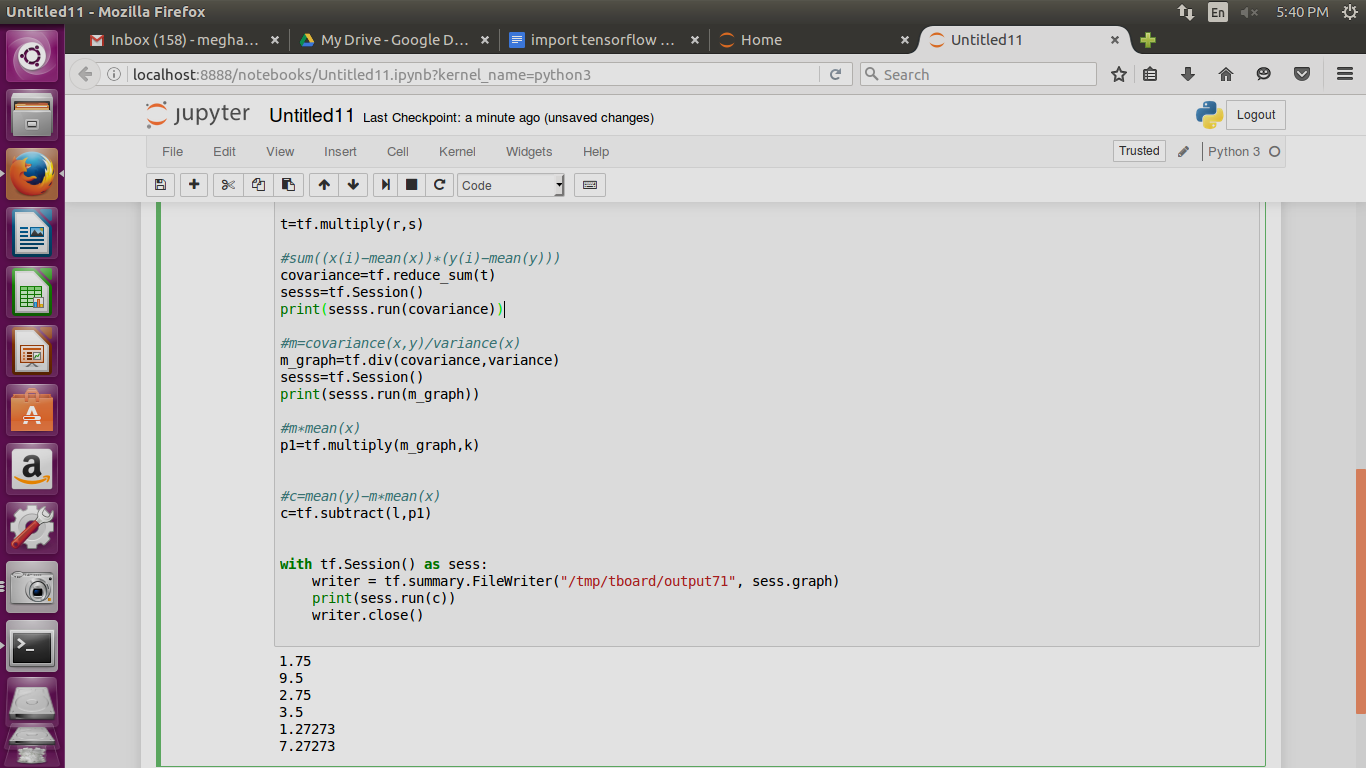 Untitled11 - Mozilla Firefox
En
5:40 PM
Inbox (158) - megha...
My Drive - Google D...
import tensorflow ...
Home
Untitled11
localhost:8888/notebooks/Untitled11.ipynb?kernel_name=python3
Search
jupyter
Untitled11
Last Checkpoint: a minute ago (unsaved changes)
Logout
File Edit View Insert Cell Kernel Widgets Help
Trusted
Python 3
Code
t=tf.multiply(r,s)
#sum((x(i)-mean(x))*(y(i)-mean(y)))
covariance=tf.reduce_sum(t)
sesss=tf.Session()
print(sesss.run(covariance))
#m=covariance(x,y)/variance(x)
m_graph=tf.div(covariance,variance)
sesss=tf.Session()
print(sesss.run(m_graph))
#m*mean(x)
p1=tf.multiply(m_graph,k)
#c=mean(y)-m*mean(x)
c=tf.subtract(l,p1)
with tf.Session() as sess:
    writer = tf.summary.FileWriter("/tmp/tboard/output71", sess.graph)
    print(sess.run(c))
    writer.close()
1.75
9.5
2.75
3.5
1.27273
7.27273